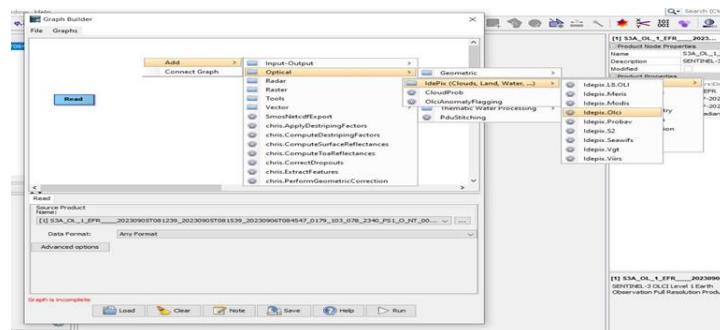 Graph Builder
File Graphs
Read
Add
Connect Graph
Input-Output
Optical
Radar
Raster
Tools
Vector
SmosNetcdfExport
chris.ApplyDestripingFactors
chris.ComputeDestripingFactors
chris.ComputeSurfaceReflectances
chris.ComputeToaReflectances
chris.CorrectDropouts
chris.ExtractFeatures
chris.PerformGeometricCorrection
Geometric
IdePix (Clouds, Land, Water, ...)
CloudProb
OlciAnomalyFlagging
Thematic Water Processing
PduStitching
Idepix.L8.OLI
Idepix.Meris
Idepix.Modis
Idepix.Olci
Idepix.Probav
Idepix.S2
Idepix.Seawifs
Idepix.Vgt
Idepix.Viirs
Read
Source Product
Name:
[1] S3A_OL_1_EFR____20230905T081239_20230905T081539_20230906T084547_0179_103_078_2340_PS1_O_NT_00...
Data Format: Any Format
Advanced options
Graph is incomplete
Load Clear Note Save Help Run
[1] S3A_OL_1_EFR____2023...
Product Node Properties
Name S3A_OL_1
Description SENTINEL-3
Modified
Product Properties
[1] S3A_OL_1_EFR____2023090
SENTINEL-3 OLCI Level 1 Earth
Observation Full Resolution Produ